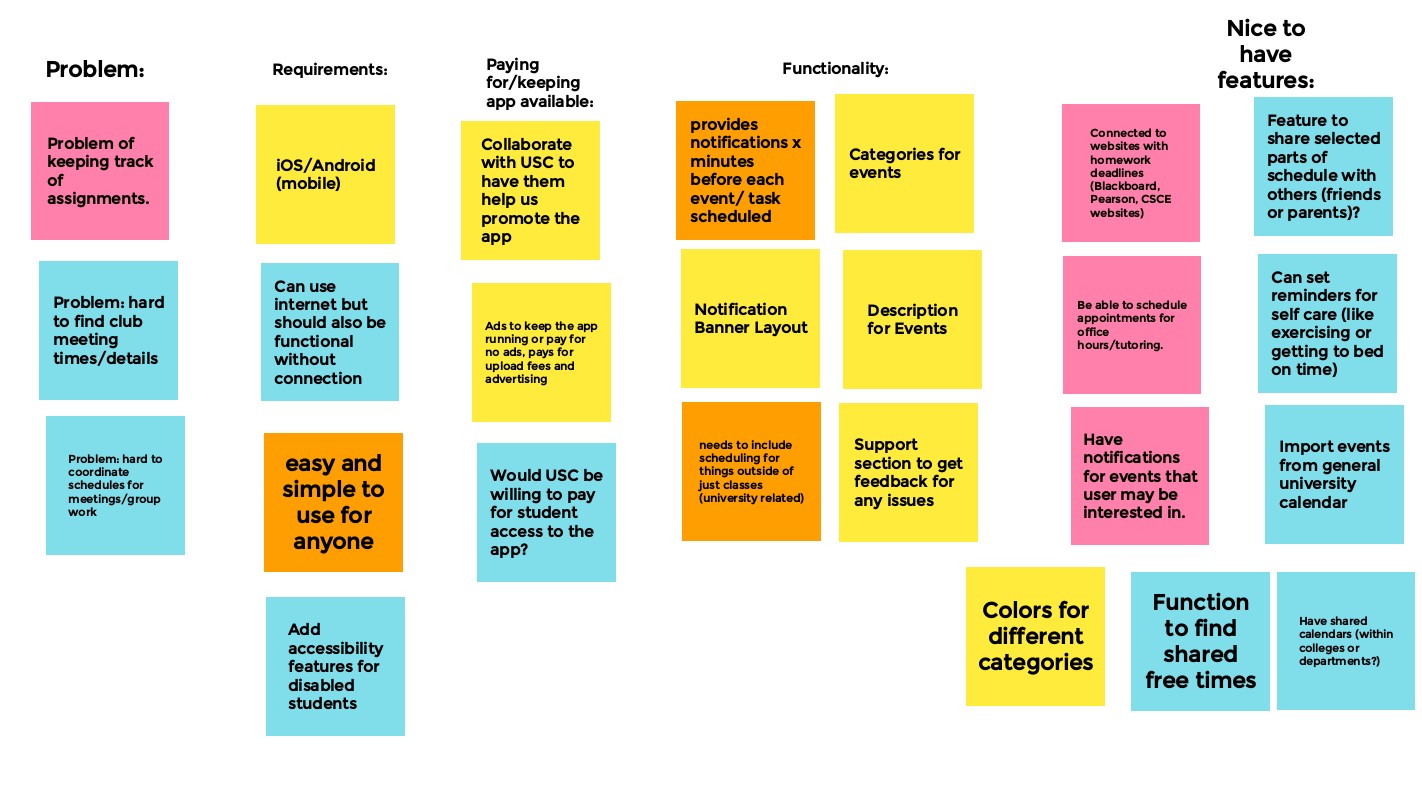 Problem:
Problem of
keeping track
of
assignments.
Problem: hard
to find club
meeting
times/details
Problem: hard to
coordinate
schedules for
meetings/group
work
Requirements:
iOS/Android
(mobile)
Can use
internet but
should also be
functional
without
connection
easy and
simple to
use for
anyone
Add
accessibility
features for
disabled
students
Paying
for/keeping
app available:
Collaborate
with USC to
have them
help us
promote the
app
Ads to keep the app
running or pay for
no ads, pays for
upload fees and
advertising
Would USC be
willing to pay
for student
access to the
app?
Functionality:
provides
notifications x
minutes
before each
event/ task
scheduled
Categories for
events
Notification
Banner Layout
Description
for Events
needs to include
scheduling for
things outside of
just classes
(university related)
Support
section to get
feedback for
any issues
Nice to
have
features:
Connected to
websites with
homework
deadlines
(Blackboard,
Pearson, CSCE
websites)
Feature to
share selected
parts of
schedule with
others (friends
or parents)?
Be able to schedule
appointments for
office
hours/tutoring.
Can set
reminders for
self care (like
exercising or
getting to bed
on time)
Have
notifications
for events that
user may be
interested in.
Import events
from general
university
calendar
Colors for
different
categories
Function
to find
shared
free times
Have shared
calendars (within
colleges or
departments?)